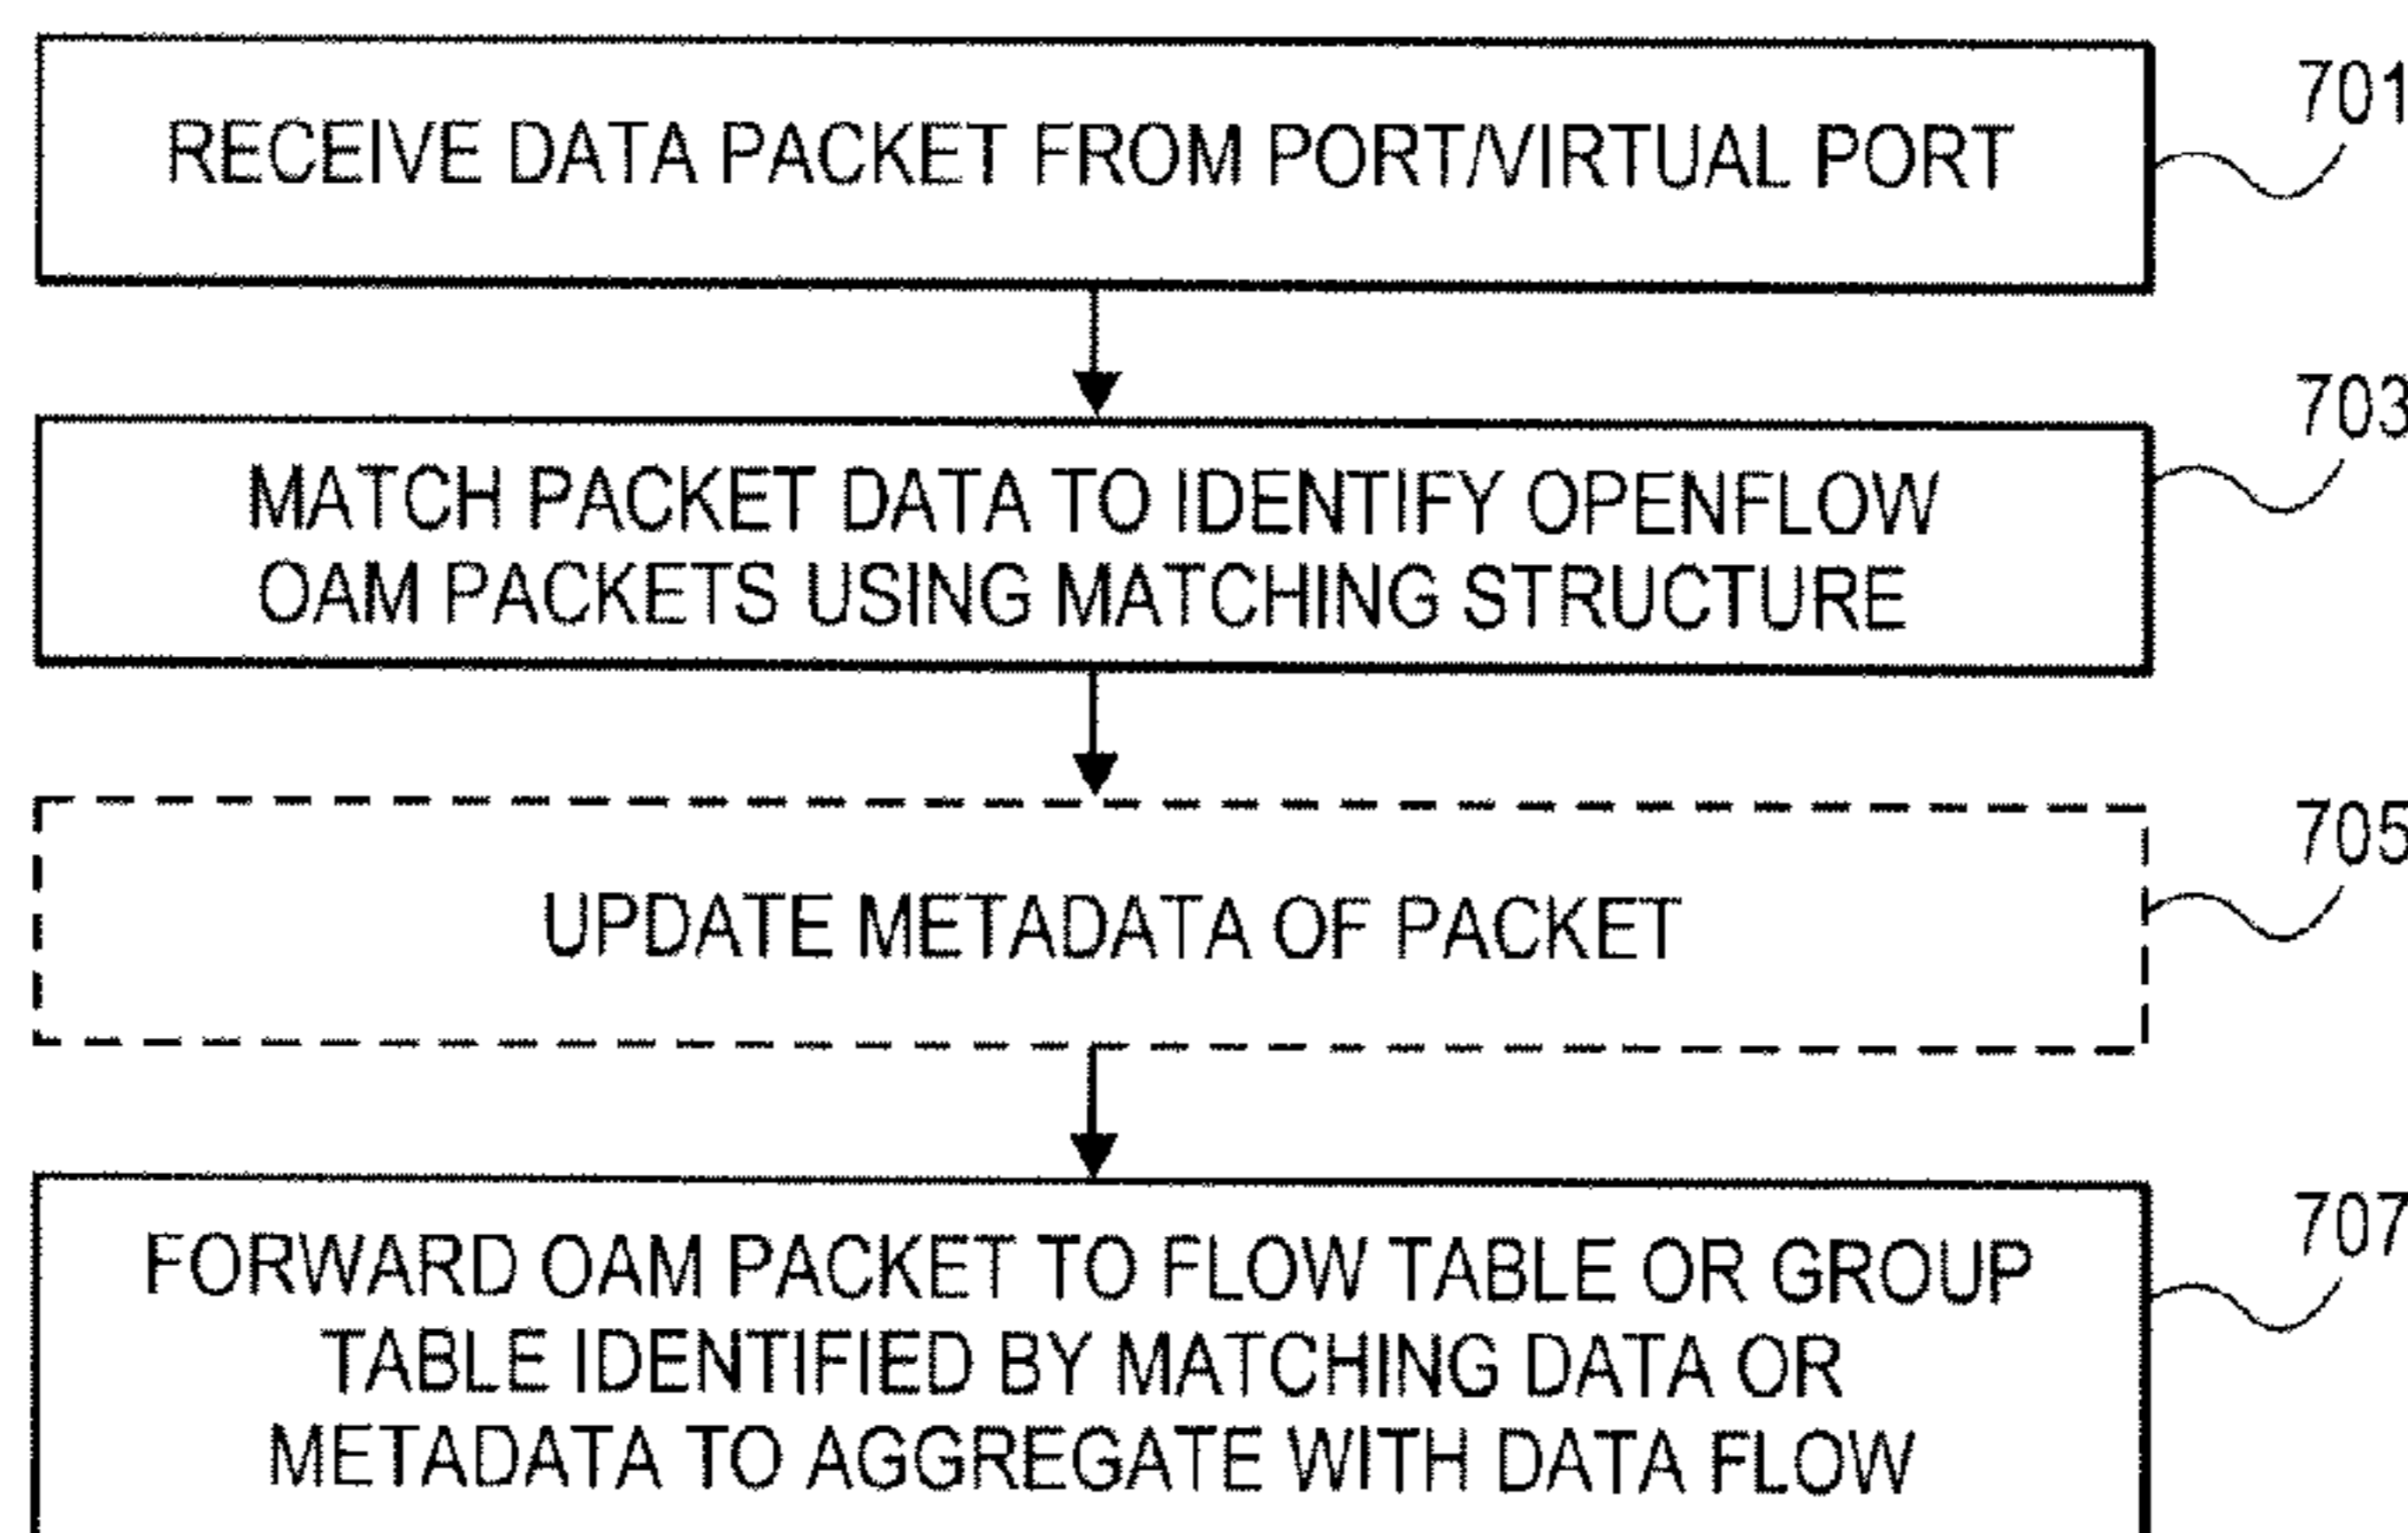 RECEIVE DATA PACKET FROM PORT/VIRTUAL PORT
701
MATCH PACKET DATA TO IDENTIFY OPENFLOW
OAM PACKETS USING MATCHING STRUCTURE
703
UPDATE METADATA OF PACKET
705
FORWARD OAM PACKET TO FLOW TABLE OR GROUP
TABLE IDENTIFIED BY MATCHING DATA OR
METADATA TO AGGREGATE WITH DATA FLOW
707